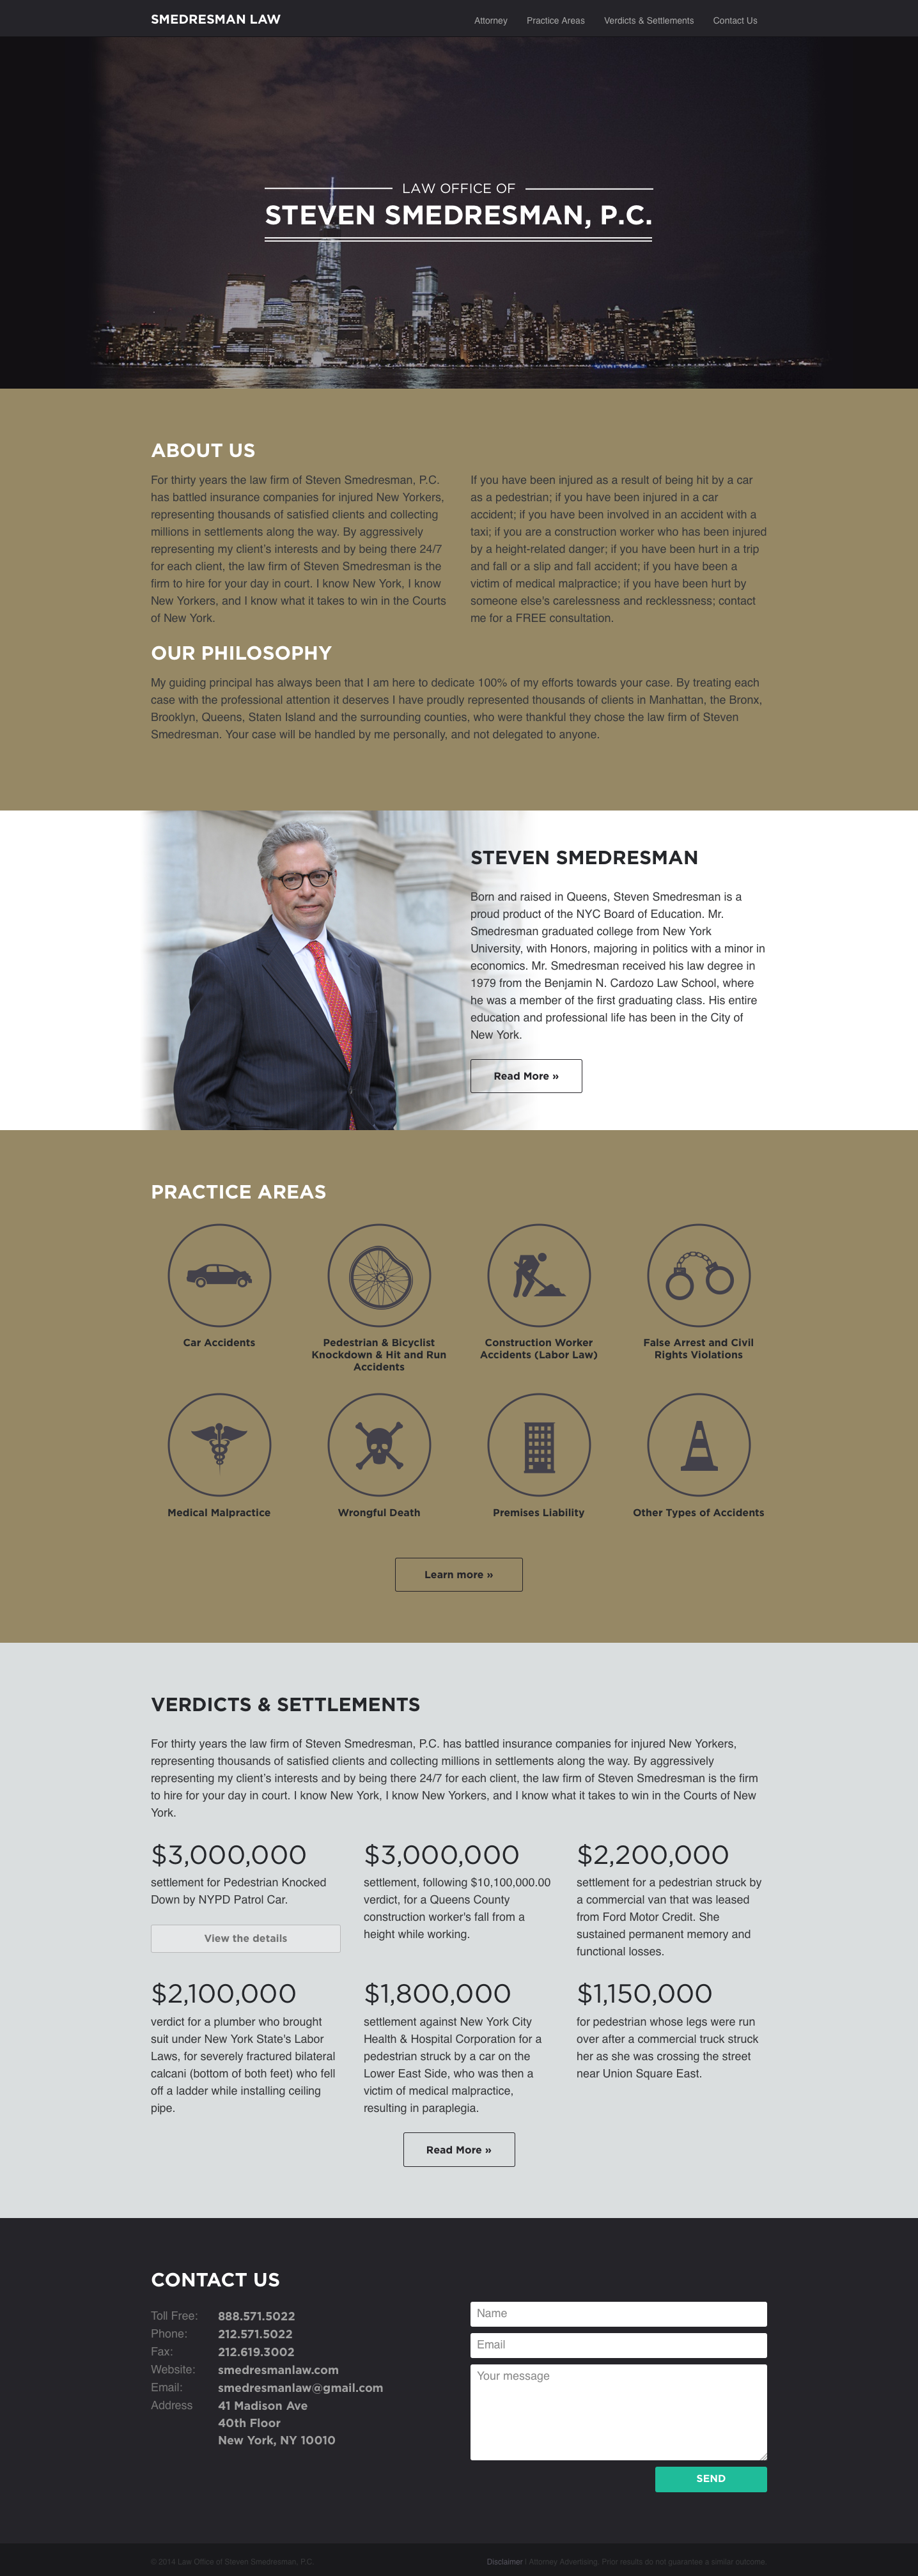 SMEDRESMAN LAW
Attorney
Practice Areas
Verdicts & Settlements
Contact Us
LAW OFFICE OF
STEVEN SMEDRESMAN, P.C.
ABOUT US
For thirty years the law firm of Steven Smedresman, P.C.
has battled insurance companies for injured New Yorkers,
representing thousands of satisfied clients and collecting
millions in settlements along the way. By aggressively
representing my client's interests and by being there 24/7
for each client, the law firm of Steven Smedresman is the
firm to hire for your day in court. I know New York, I know
New Yorkers, and I know what it takes to win in the Courts
of New York.
If you have been injured as a result of being hit by a car
as a pedestrian; if you have been injured in a car
accident; if you have been involved in an accident with a
taxi; if you are a construction worker who has been injured
by a height-related danger; if you have been hurt in a trip
and fall or a slip and fall accident; if you have been a
victim of medical malpractice; if you have been hurt by
someone else's carelessness and recklessness; contact
me for a FREE consultation.
OUR PHILOSOPHY
My guiding principal has always been that I am here to dedicate 100% of my efforts towards your case. By treating each
case with the professional attention it deserves I have proudly represented thousands of clients in Manhattan, the Bronx,
Brooklyn, Queens, Staten Island and the surrounding counties, who were thankful they chose the law firm of Steven
Smedresman. Your case will be handled by me personally, and not delegated to anyone.
STEVEN SMEDRESMAN
Born and raised in Queens, Steven Smedresman is a
proud product of the NYC Board of Education. Mr.
Smedresman graduated college from New York
University, with Honors, majoring in politics with a minor in
economics. Mr. Smedresman received his law degree in
1979 from the Benjamin N. Cardozo Law School, where
he was a member of the first graduating class. His entire
education and professional life has been in the City of
New York.
Read More »
PRACTICE AREAS
Car Accidents
Pedestrian & Bicyclist
Knockdown & Hit and Run
Accidents
Construction Worker
Accidents (Labor Law)
False Arrest and Civil
Rights Violations
Medical Malpractice
Wrongful Death
Premises Liability
Other Types of Accidents
Learn more »
VERDICTS & SETTLEMENTS
For thirty years the law firm of Steven Smedresman, P.C. has battled insurance companies for injured New Yorkers,
representing thousands of satisfied clients and collecting millions in settlements along the way. By aggressively
representing my client's interests and by being there 24/7 for each client, the law firm of Steven Smedresman is the firm
to hire for your day in court. I know New York, I know New Yorkers, and I know what it takes to win in the Courts of New
York.
$3,000,000
settlement for Pedestrian Knocked
Down by NYPD Patrol Car.
View the details
$3,000,000
settlement, following $10,100,000.00
verdict, for a Queens County
construction worker's fall from a
height while working.
$2,200,000
settlement for a pedestrian struck by
a commercial van that was leased
from Ford Motor Credit. She
sustained permanent memory and
functional losses.
$2,100,000
verdict for a plumber who brought
suit under New York State's Labor
Laws, for severely fractured bilateral
calcani (bottom of both feet) who fell
off a ladder while installing ceiling
pipe.
$1,800,000
settlement against New York City
Health & Hospital Corporation for a
pedestrian struck by a car on the
Lower East Side, who was then a
victim of medical malpractice,
resulting in paraplegia.
$1,150,000
for pedestrian whose legs were run
over after a commercial truck struck
her as she was crossing the street
near Union Square East.
Read More »
CONTACT US
Toll Free: 888.571.5022
Phone: 212.571.5022
Fax: 212.619.3002
Website: smedresmanlaw.com
Email: smedresmanlaw@gmail.com
Address 41 Madison Ave
40th Floor
New York, NY 10010
Name
Email
Your message
SEND
© 2014 Law Office of Steven Smedresman, P.C.
Disclaimer | Attorney Advertising. Prior results do not guarantee a similar outcome.